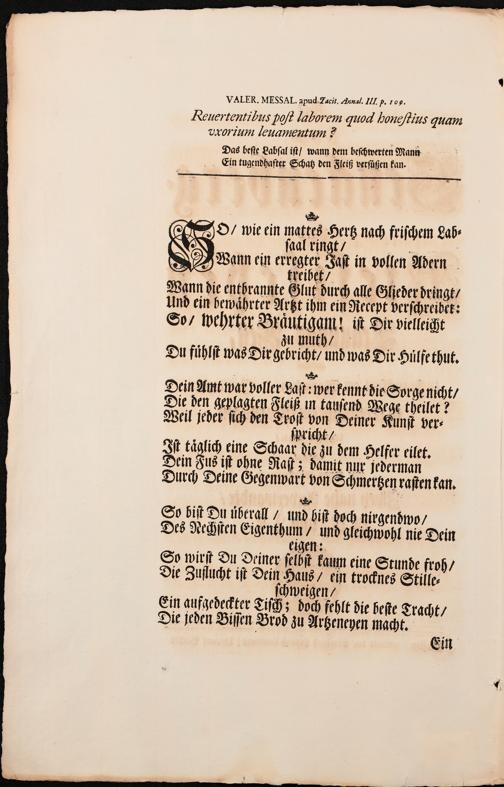 VALER. MESSAL. apud Tacit. Annal. III. p. 109.
Reuertentibus post laborem quod honestius quam
vxorium leuamentum?
Das beste Labsal ist/ wann dem beschwerten Mann
Ein tugendhafter Schatz den Fleiß versüßen kan.
SO/ wie ein mattes Hertz nach frischem Lab-
saal ringt/
Wann ein erregter Jast in vollen Adern
treibet/
Wann die entbrannte Glut durch alle Glieder dringt/
Und ein bewährter Artzt ihm ein Recept verschreibet:
So/ wehrter Bräutigam! ist Dir vielleicht
zu muth/
Du fühlst was Dir gebricht/ und was Dir Hülfe thut.
Dein Amt war voller Last: wer kennt die Sorge nicht/
Die den geplagten Fleiß in tausend Wege theilet?
Weil jeder sich den Trost von Deiner Kunst ver-
spricht/
Ist täglich eine Schaar die zu dem Helfer eilet.
Dein Fus ist ohne Rast; damit nur jederman
Durch Deine Gegenwart von Schmertzen rasten kan.
So bist Du überall/ und bist doch nirgendwo/
Des Nechsten Eigenthum/ und gleichwohl nie Dein
eigen:
So wirst Du Deiner selbst kaum eine Stunde froh/
Die Zuflucht ist Dein Haus/ ein trocknes Stille-
schweigen/
Ein aufgedeckter Tisch; doch fehlt die beste Tracht/
Die jeden Bissen Brod zu Artzeneyen macht.
Ein